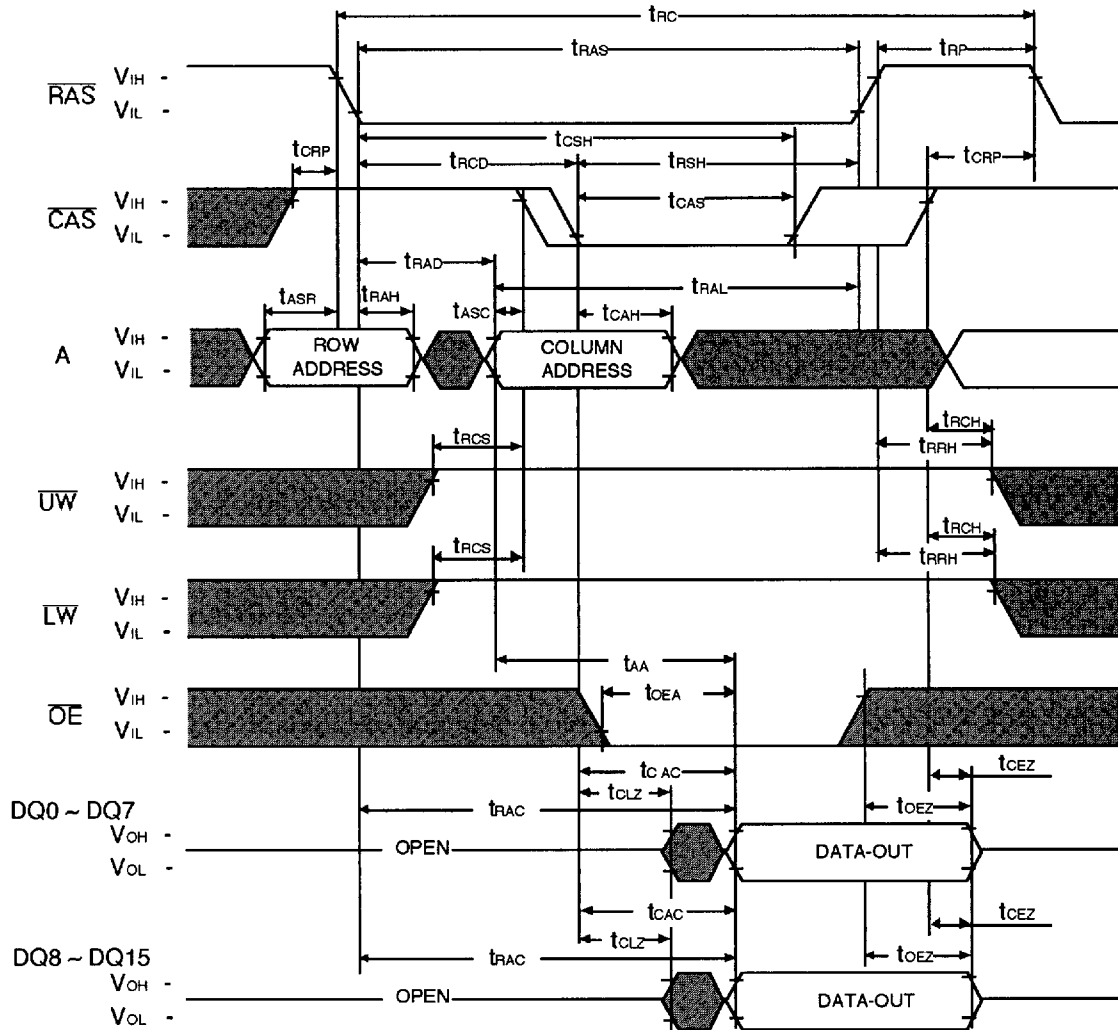 tRC
tRAS
tRP
RAS
VIH -
VIL -
tCSH
tCRP
tRCD
tRSH
tCRP
CAS
VIH -
VIL -
tCAS
tRAD
tRAL
tASR
tRAH
tASC
tCAH
A
VIH -
VIL -
ROW
ADDRESS
COLUMN
ADDRESS
tRCH
tRCS
tRRH
UW
VIH -
VIL -
tRCH
tRCS
tRRH
LW
VIH -
VIL -
tAA
tOEA
OE
VIH -
VIL -
tCAC
tCEZ
tCLZ
DQ0 ~ DQ7
tRAC
tOEZ
VOH -
VOL -
OPEN
DATA-OUT
tCAC
tCEZ
tCLZ
DQ8 ~ DQ15
tRAC
tOEZ
VOH -
VOL -
OPEN
DATA-OUT